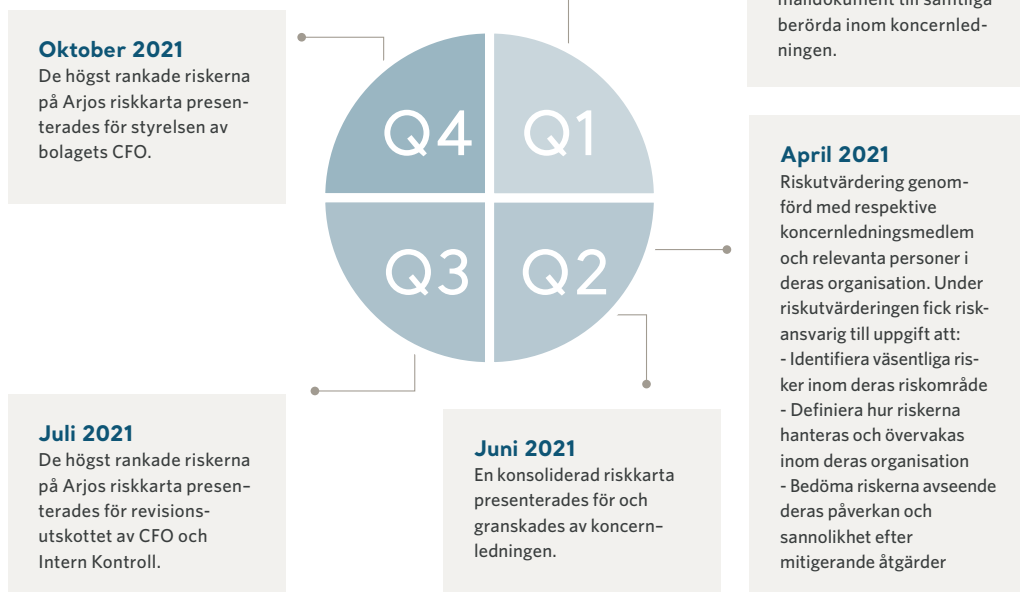 målldokument till samtliga
berörda inom koncernled-
ningen.
Oktober 2021
De högst rankade riskerna
på Arjos riskkarta presen-
terades för styrelsen av
bolagets CFO.
Q4
Q1
Q3
Q2
April 2021
Riskutvärdering genom-
förd med respektive
koncernledningsmedlem
och relevanta personer i
deras organisation. Under
riskutvärderingen fick risk-
ansvarig till uppgift att:
- Identifiera väsentliga ris-
ker inom deras riskområde
- Definiera hur riskerna
hanteras och övervakas
inom deras organisation
- Bedöma riskerna avseende
deras påverkan och
sannolikhet efter
mitigerande åtgärder
Juni 2021
En konsoliderad riskkarta
presenterades för och
granskades av koncern-
ledningen.
Juli 2021
De högst rankade riskerna
på Arjos riskkarta presen-
terades för revisions-
utskottet av CFO och
Intern Kontroll.